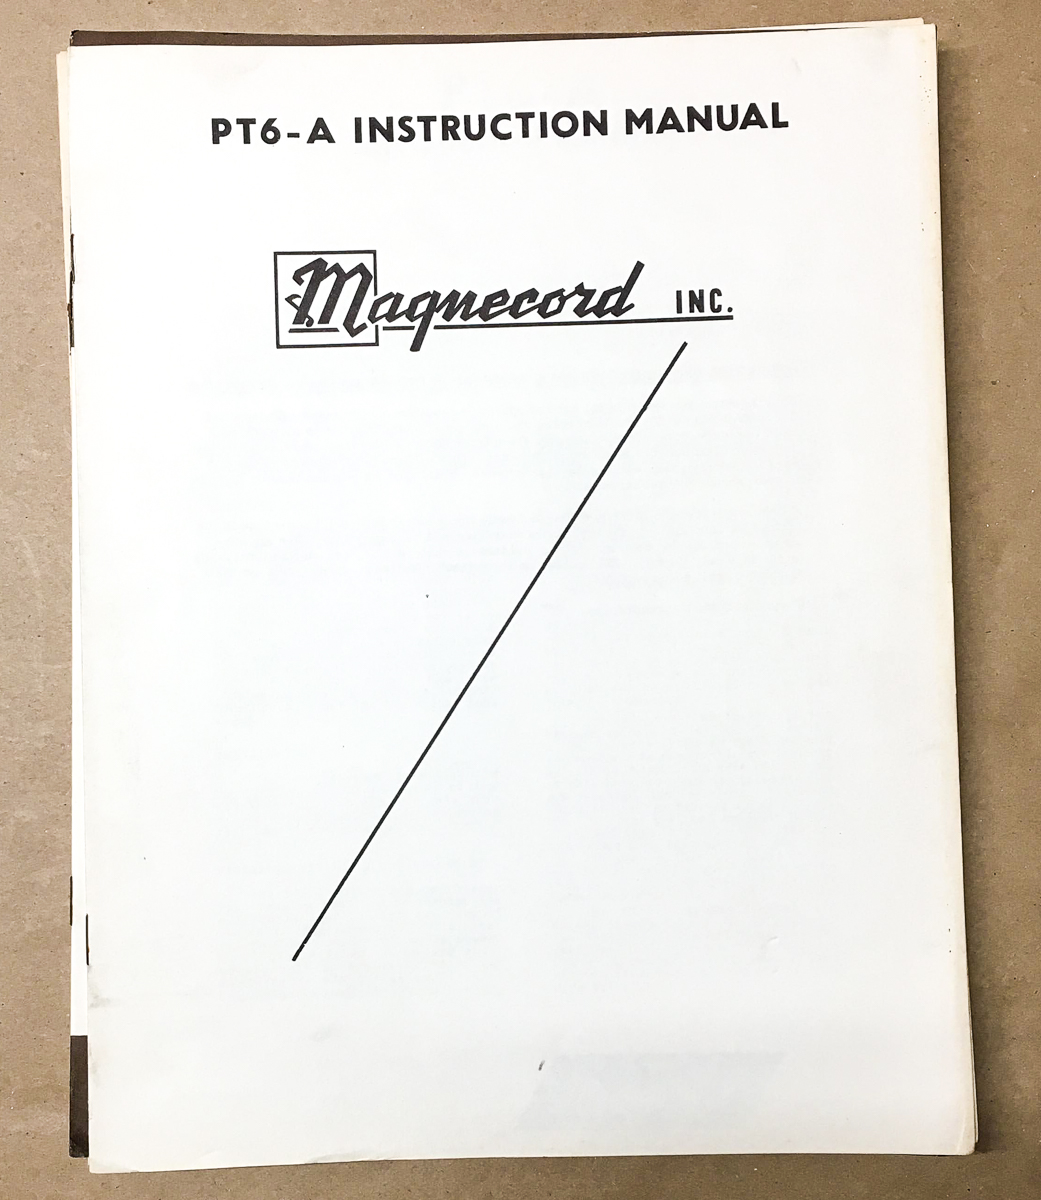 PT6-A INSTRUCTION MANUAL
Magnecord INC.